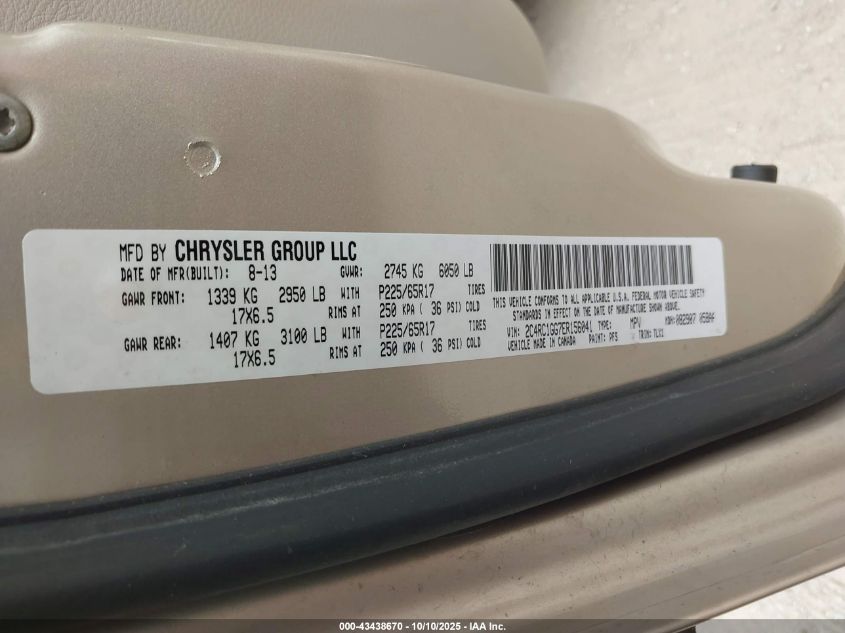 MFD BY CHRYSLER GROUP LLC
DATE OF MFR(BUILT): 8-13 GVWR: 2745 KG 6050 LB
GAWR FRONT: 1339 KG 2950 LB WITH P225/65R17 TIRES
17X6.5 RIMS AT 250 KPA ( 36 PSI) COLD
GAWR REAR: 1407 KG 3100 LB WITH P225/65R17 TIRES
17X6.5 RIMS AT 250 KPA ( 36 PSI) COLD
THIS VEHICLE CONFORMS TO ALL APPLICABLE U.S.A. FEDERAL MOTOR VEHICLE SAFETY
STANDARDS IN EFFECT ON THE DATE OF MANUFACTURE SHOWN ABOVE.
VIN: 2C4RC1GG7ER156041 TYPE: MPV MDH:
VEHICLE MADE IN CANADA PAINT: PFS TRIM:
000-43438670 - 10/10/2025 - IAA Inc.